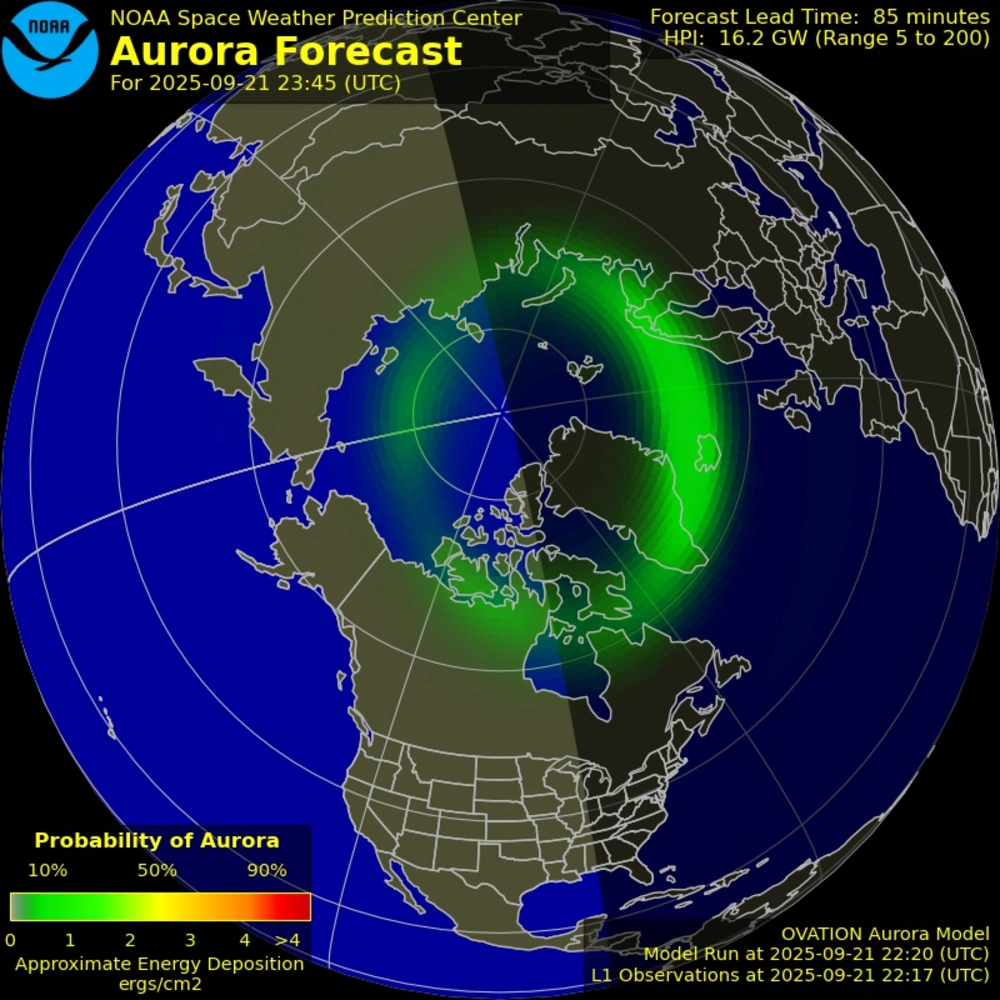 NOAA
NOAA Space Weather Prediction Center
Aurora Forecast
For 2025-09-21 23:45 (UTC)
Forecast Lead Time: 85 minutes
HPI: 16.2 GW (Range 5 to 200)
Probability of Aurora
10% 50% 90%
0 1 2 3 4 >4
Approximate Energy Deposition
ergs/cm2
OVATION Aurora Model
Model Run at 2025-09-21 22:20 (UTC)
L1 Observations at 2025-09-21 22:17 (UTC)